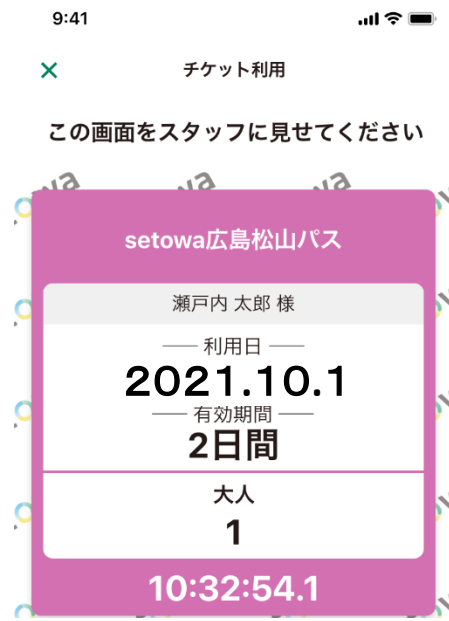 9:41
× チケット利用
この画面をスタッフに見せてください
setowa広島松山パス
瀬戸内 太郎 様
利用日
2021.10.1
有効期間
2日間
大人
1
10:32:54.1